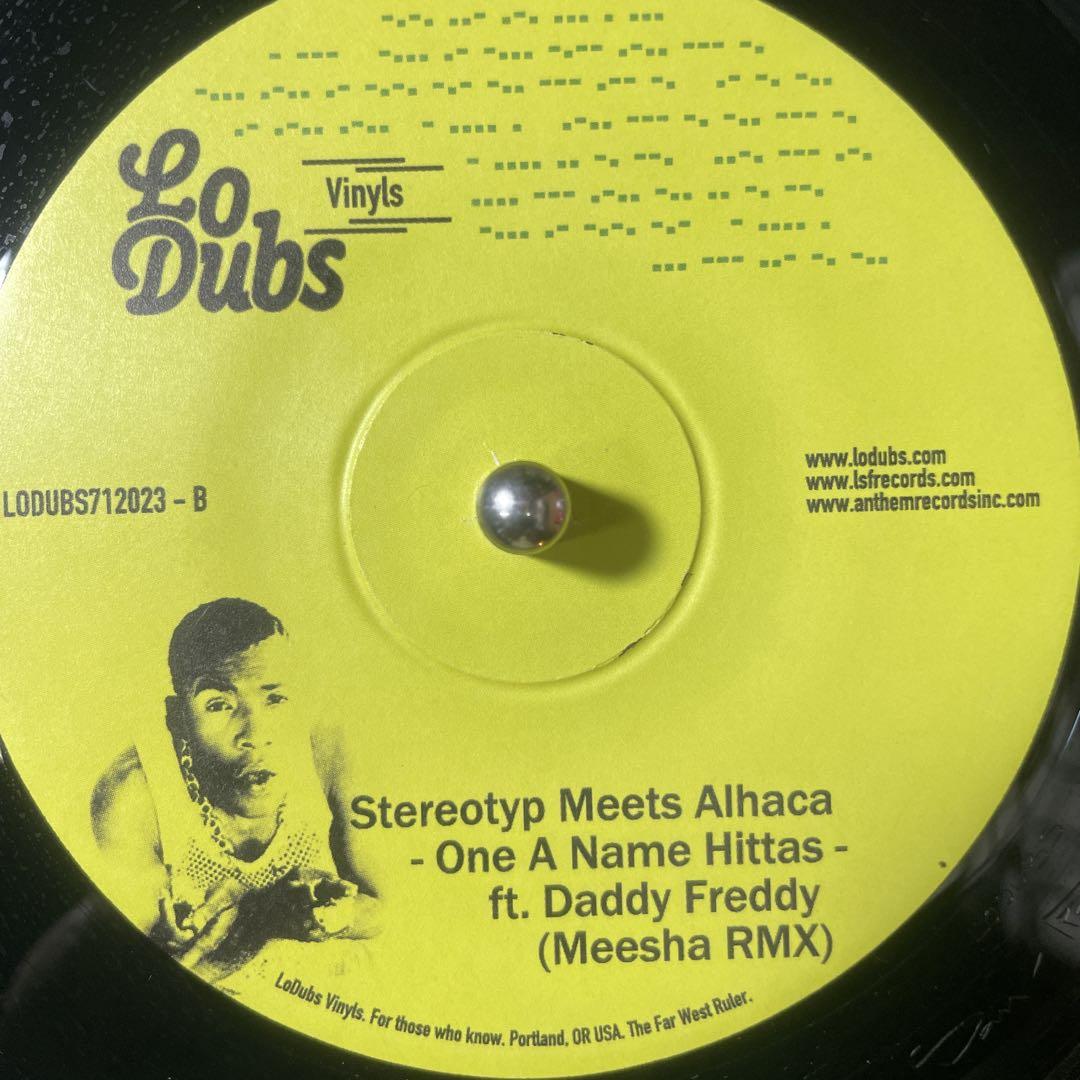 Lo
Dubs
Vinyls
LODUBS712023 - B
www.lodubs.com
www.lsfrecords.com
www.anthemrecordsinc.com
Stereotyp Meets Alhaca
- One A Name Hittas -
ft. Daddy Freddy
(Meesha RMX)
LoDubs Vinyls. For those who know. Portland, OR USA. The Far West Ruler.